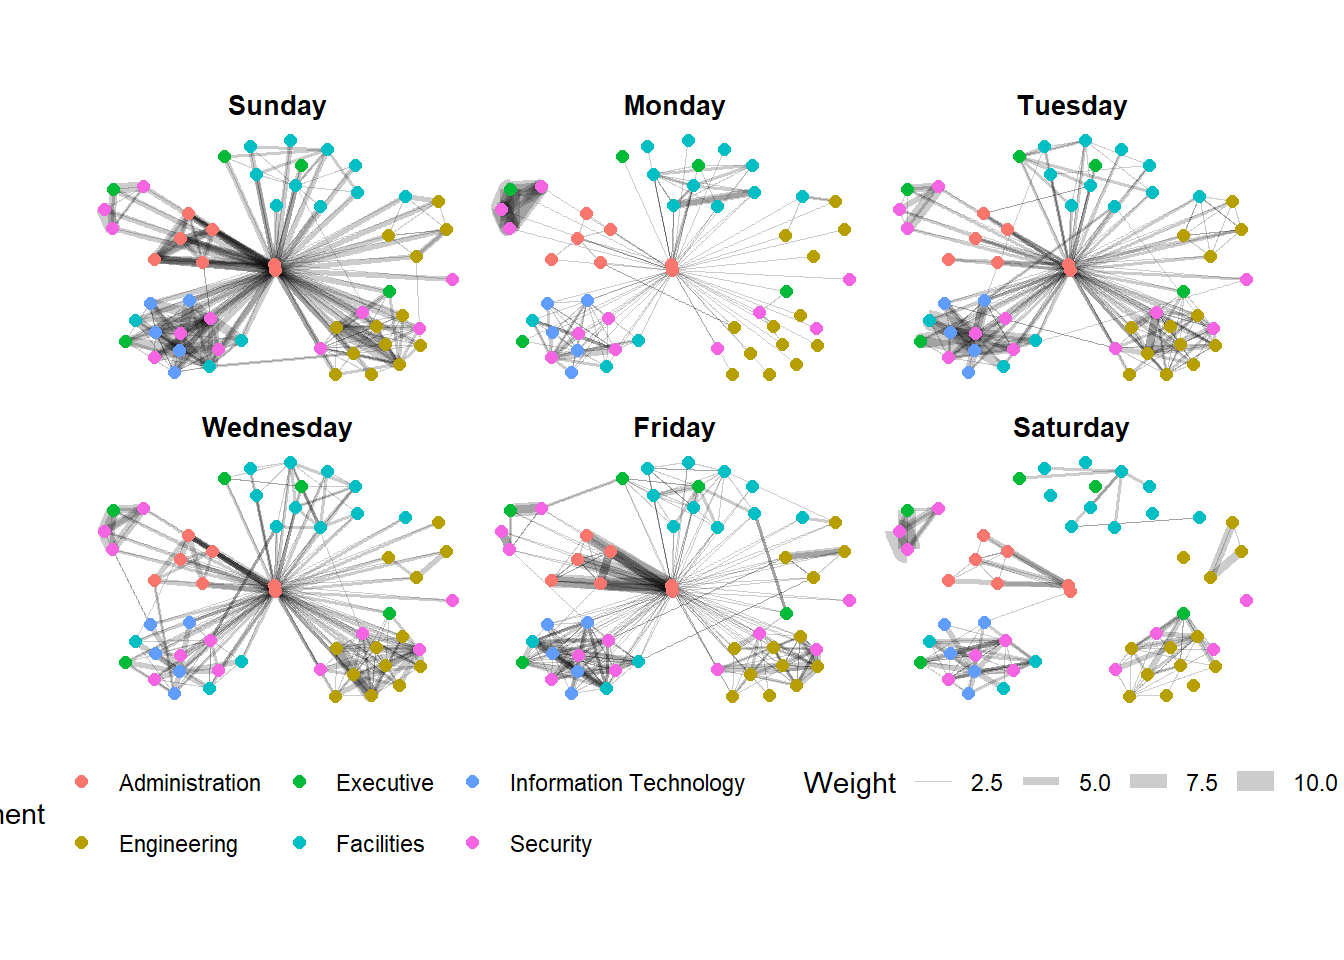 Sunday Monday Tuesday
Wednesday Friday Saturday
Administration Executive Information Technology Weight 2.5 5.0 7.5 10.0
nent
Engineering Facilities Security